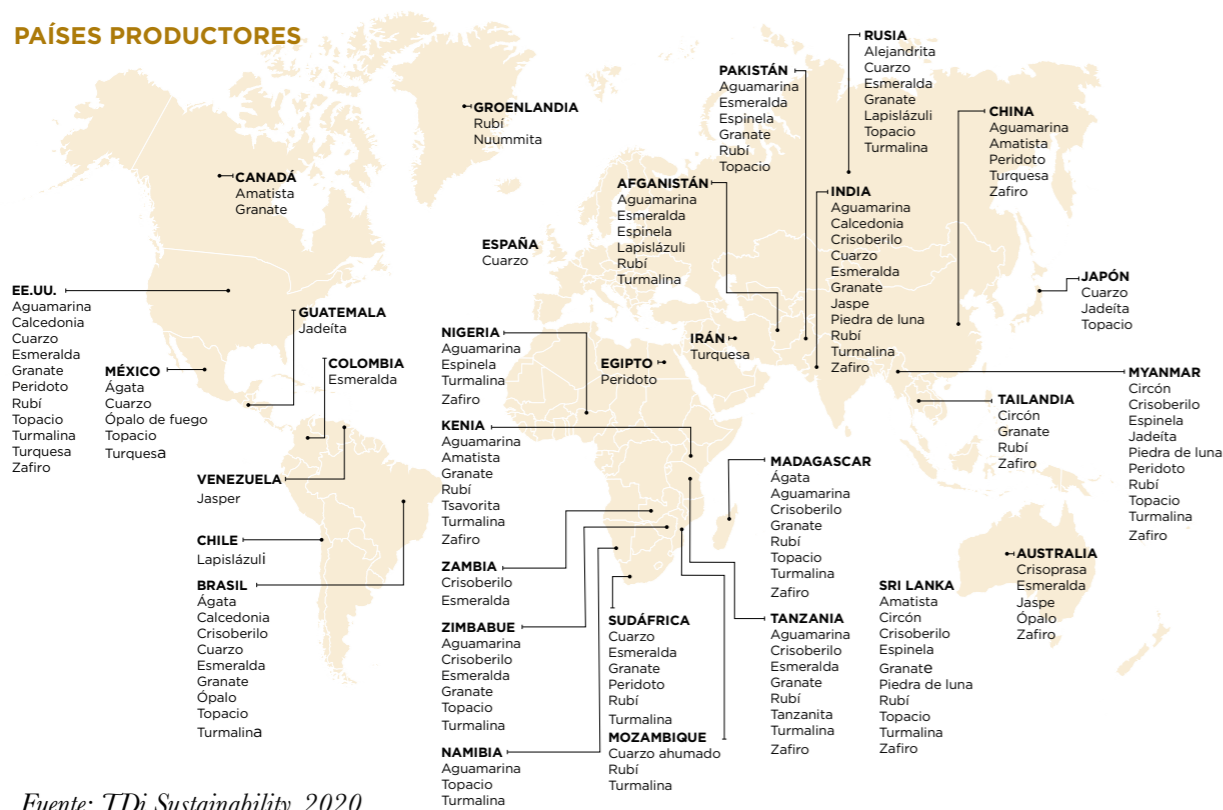 PAÍSES PRODUCTORES
GROENLANDIA
Rubí
Nuummita
CANADÁ
Amatista
Granate
EE.UU.
Aguamarina
Calcedonia
Cuarzo
Esmeralda
Granate
Peridoto
Rubí
Topacio
Turmalina
Turquesa
Zafiro
MÉXICO
Ágata
Cuarzo
Ópalo de fuego
Topacio
Turquesa
GUATEMALA
Jadeíta
COLOMBIA
Esmeralda
VENEZUELA
Jasper
CHILE
Lapislázuli
BRASIL
Ágata
Calcedonia
Crisoberilo
Cuarzo
Esmeralda
Granate
Ópalo
Topacio
Turmalina
ESPAÑA
Cuarzo
NIGERIA
Aguamarina
Espinela
Turmalina
Zafiro
KENIA
Aguamarina
Amatista
Granate
Rubí
Tsavorita
Turmalina
Zafiro
ZAMBIA
Crisoberilo
Esmeralda
ZIMBABUE
Aguamarina
Crisoberilo
Esmeralda
Granate
Topacio
Turmalina
NAMIBIA
Aguamarina
Topacio
Turmalina
EGIPTO
Peridoto
SUDÁFRICA
Cuarzo
Esmeralda
Granate
Peridoto
Rubí
Turmalina
MOZAMBIQUE
Cuarzo ahumado
Rubí
Turmalina
PAKISTÁN
Aguamarina
Esmeralda
Espinela
Granate
Rubí
Topacio
AFGANISTÁN
Aguamarina
Esmeralda
Espinela
Lapislázuli
Rubí
Turmalina
IRÁN
Turquesa
RUSIA
Alejandrita
Cuarzo
Esmeralda
Granate
Lapislázuli
Topacio
Turmalina
INDIA
Aguamarina
Calcedonia
Crisoberilo
Cuarzo
Esmeralda
Granate
Jaspe
Piedra de luna
Rubí
Turmalina
Zafiro
CHINA
Aguamarina
Amatista
Peridoto
Turquesa
Zafiro
JAPÓN
Cuarzo
Jadeíta
Topacio
MYANMAR
Circón
Crisoberilo
Espinela
Jadeíta
Piedra de luna
Peridoto
Rubí
Topacio
Turmalina
Zafiro
TAILANDIA
Circón
Granate
Rubí
Zafiro
MADAGASCAR
Ágata
Aguamarina
Crisoberilo
Granate
Rubí
Topacio
Turmalina
Zafiro
TANZANIA
Aguamarina
Crisoberilo
Esmeralda
Granate
Rubí
Tanzanita
Turmalina
Zafiro
SRI LANKA
Amatista
Circón
Crisoberilo
Espinela
Granate
Piedra de luna
Rubí
Topacio
Turmalina
Zafiro
AUSTRALIA
Crisoprasa
Esmeralda
Jaspe
Ópalo
Zafiro
Fuente: TDi Sustainability, 2020